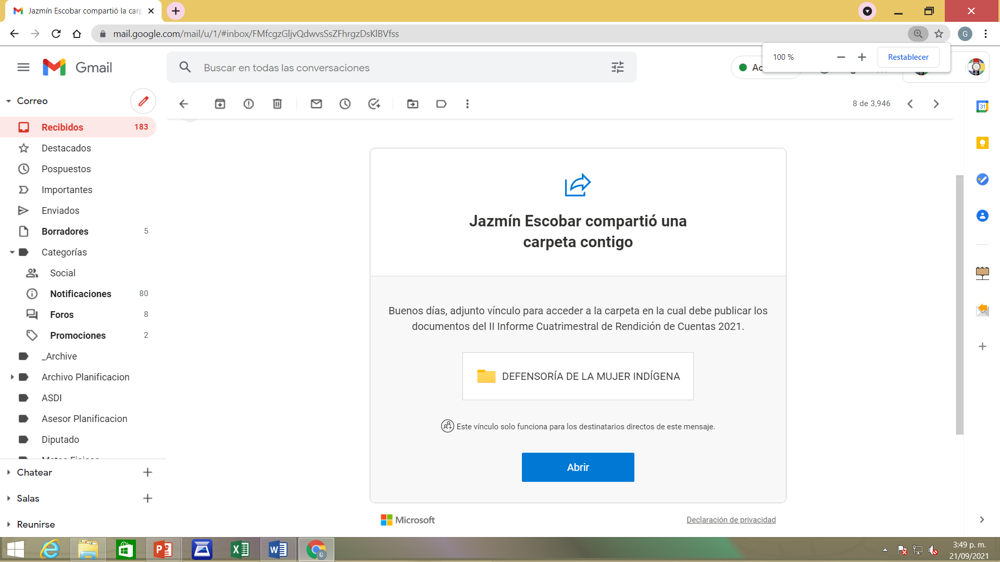 Jazmín Escobar compartió la carp
mail.google.com/mail/u/1/#inbox/FMfcgzGljvQdwvsSsZFhrgzDsKlBVfss
G
100 %
Restablecer
Gmail
Buscar en todas las conversaciones
Correo
8 de 3,946
31
Recibidos 183
Destacados
Pospuestos
Importantes
Enviados
Borradores 5
Categorías
Social
Notificaciones 80
Foros 8
Promociones 2
_Archive
Archivo Planificacion
ASDI
Asesor Planificacion
Diputado
Chatear
Salas
Reunirse
Jazmín Escobar compartió una
carpeta contigo
Buenos días, adjunto vínculo para acceder a la carpeta en la cual debe publicar los
documentos del II Informe Cuatrimestral de Rendición de Cuentas 2021.
DEFENSORÍA DE LA MUJER INDÍGENA
Este vínculo solo funciona para los destinatarios directos de este mensaje.
Abrir
Microsoft
Declaración de privacidad
3:49 p. m.
21/09/2021